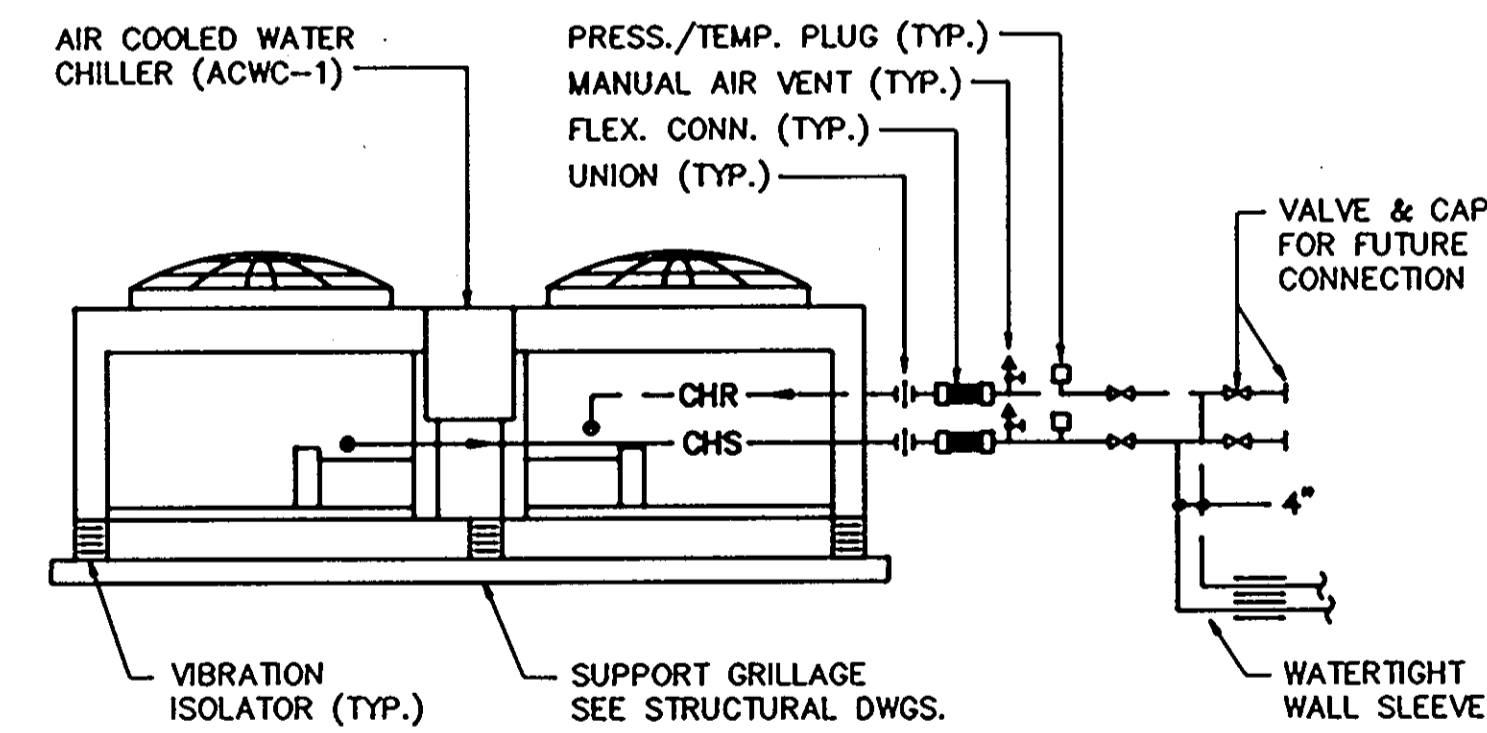 AIR COOLED WATER
CHILLER (ACWC-1)
PRESS./TEMP. PLUG (TYP.)
MANUAL AIR VENT (TYP.)
FLEX. CONN. (TYP.)
UNION (TYP.)
VALVE & CAP
FOR FUTURE
CONNECTION
CHR
CHS
4"
VIBRATION
ISOLATOR (TYP.)
SUPPORT GRILLAGE
SEE STRUCTURAL DWGS.
WATERTIGHT
WALL SLEEVE